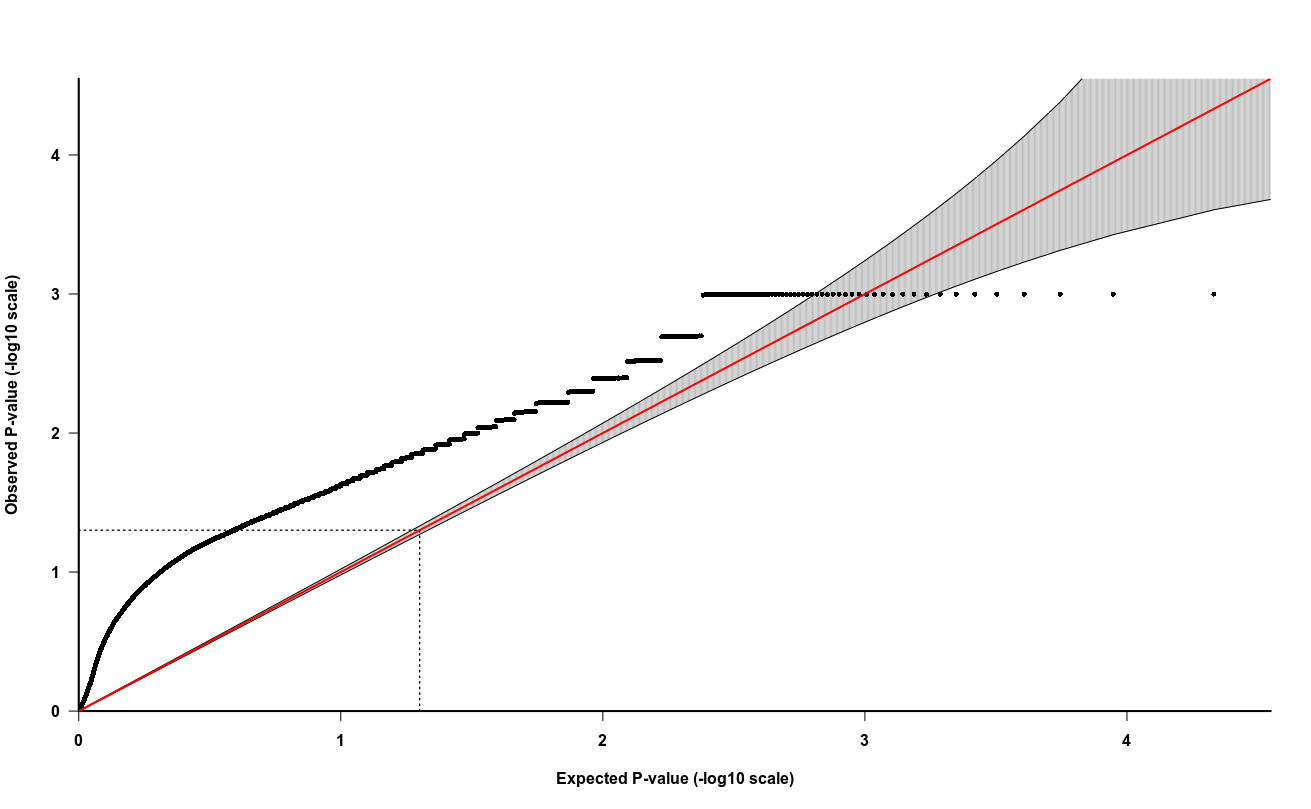 Observed P-value (-log10 scale)
4
3
2
1
0
0 1 2 3 4
Expected P-value (-log10 scale)